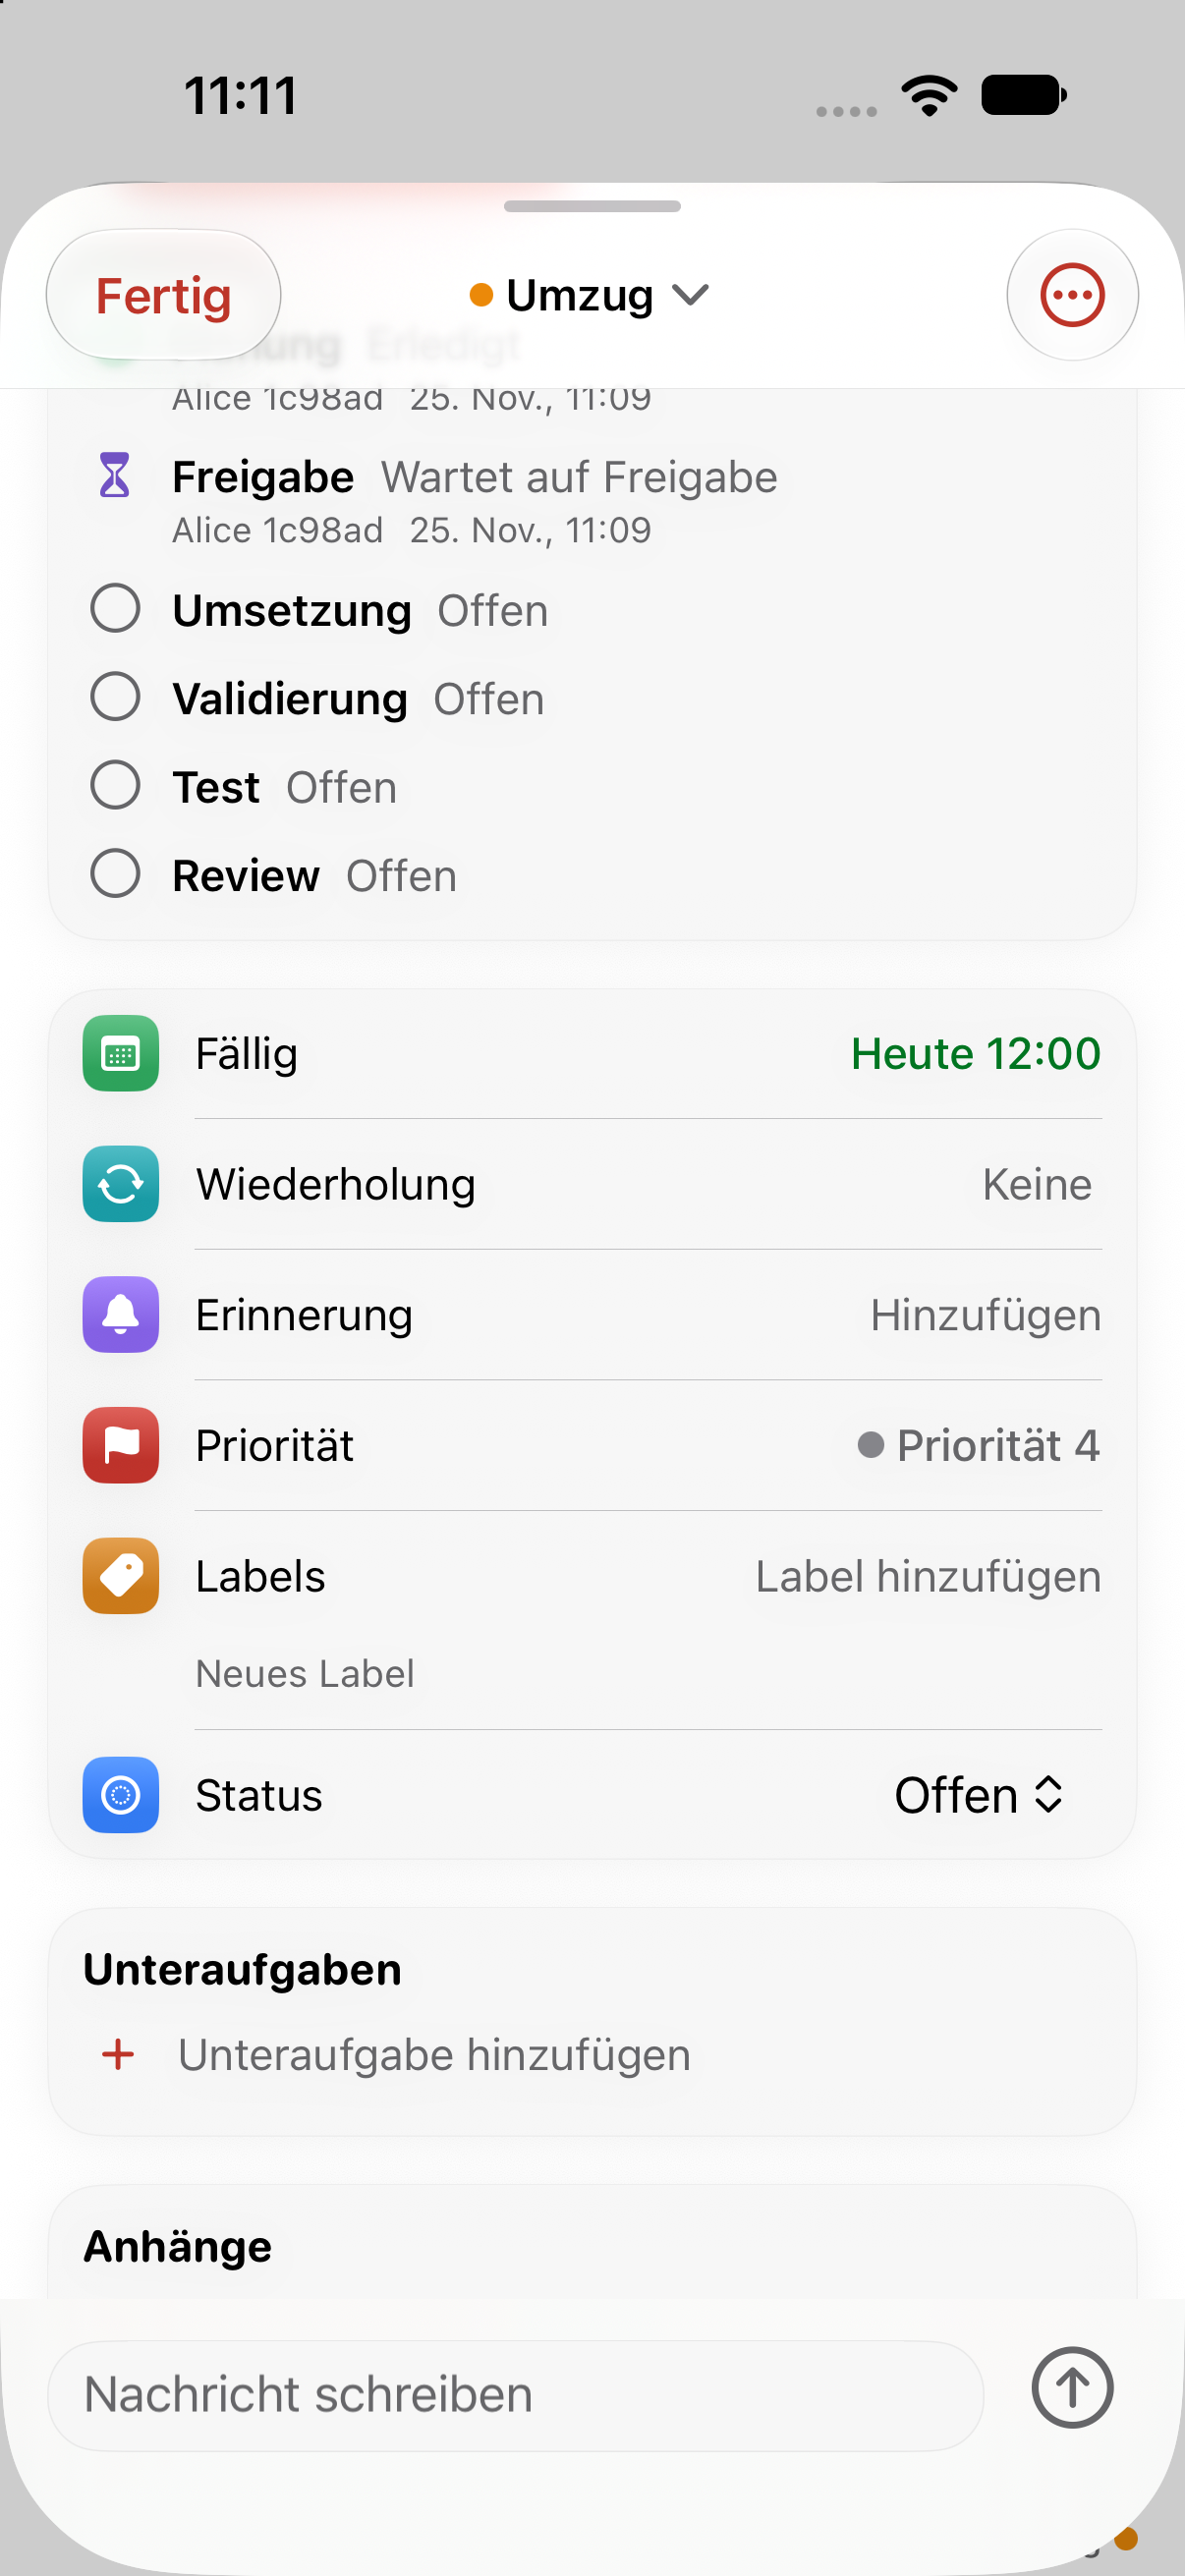 11:11
Fertig
Umzug
Erledigt
Alice 1c98ad 25. Nov., 11:09
Freigabe Wartet auf Freigabe
Alice 1c98ad 25. Nov., 11:09
Umsetzung Offen
Validierung Offen
Test Offen
Review Offen
Fällig Heute 12:00
Wiederholung Keine
Erinnerung Hinzufügen
Priorität Priorität 4
Labels Label hinzufügen
Neues Label
Status Offen
Unteraufgaben
Unteraufgabe hinzufügen
Anhänge
Nachricht schreiben